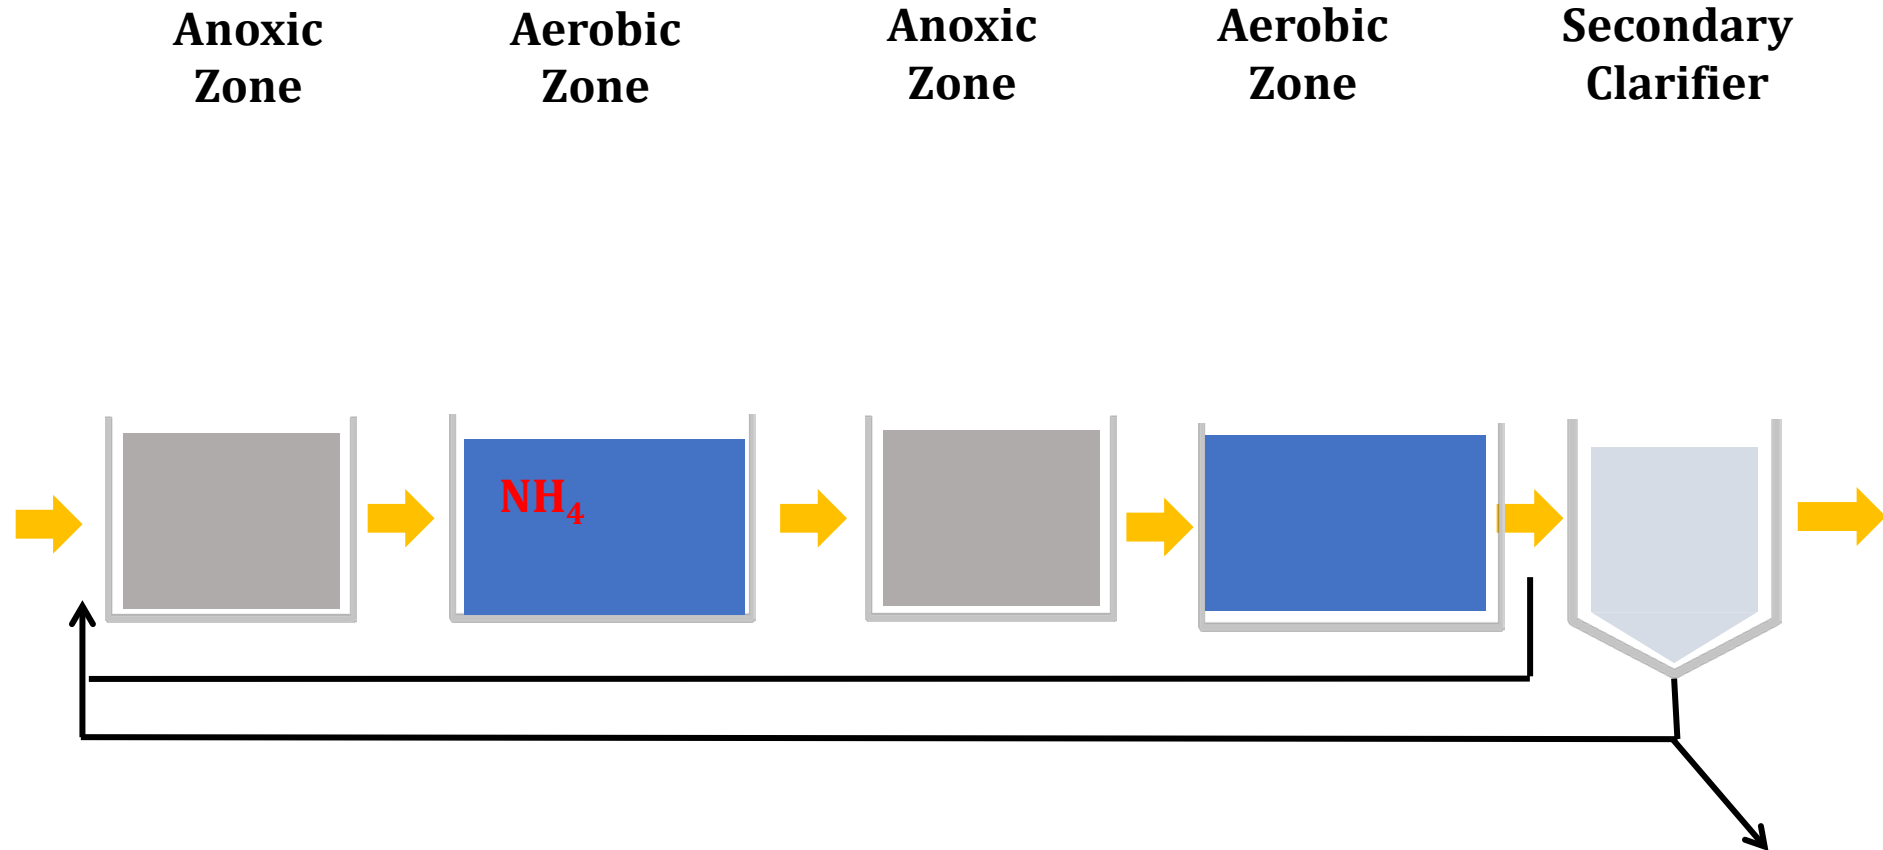 Anoxic
Zone
Aerobic
Zone
Anoxic
Zone
Aerobic
Zone
Secondary
Clarifier
NH₄